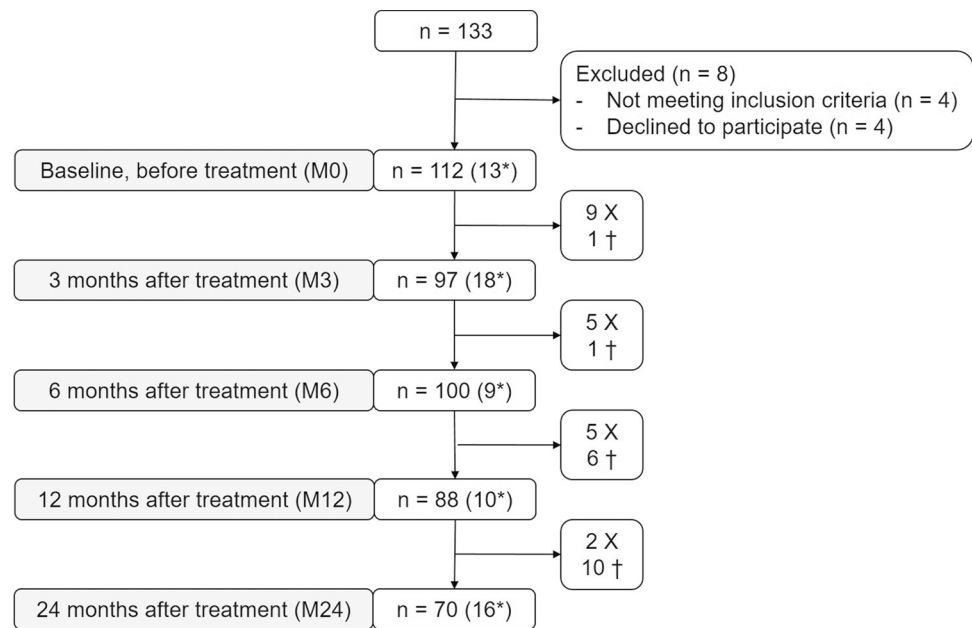 n = 133
Excluded (n = 8)
- Not meeting inclusion criteria (n = 4)
- Declined to participate (n = 4)
Baseline, before treatment (M0) n = 112 (13*)
9 X
1 †
3 months after treatment (M3) n = 97 (18*)
5 X
1 †
6 months after treatment (M6) n = 100 (9*)
5 X
6 †
12 months after treatment (M12) n = 88 (10*)
2 X
10 †
24 months after treatment (M24) n = 70 (16*)